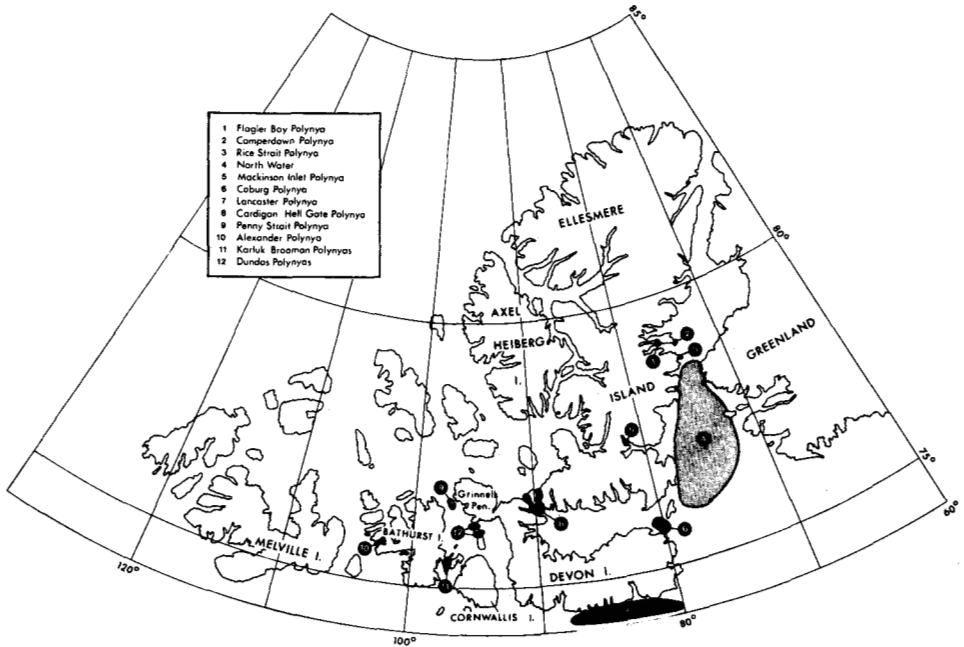 85°
1 Flagler Bay Polynya
2 Camperdown Polynya
3 Rice Strait Polynya
4 North Water
5 Mackinson Inlet Polynya
6 Coburg Polynya
7 Lancaster Polynya
8 Cardigan Hell Gate Polynya
9 Penny Strait Polynya
10 Alexander Polynya
11 Karluk Brooman Polynyas
12 Dundas Polynyas
ELLESMERE
80°
AXEL
HEIBERG
I.
ISLAND
GREENLAND
75°
60°
Grinnell
Pen.
BATHURST I.
MELVILLE I.
DEVON I.
CORNWALLIS I.
120°
100°
80°